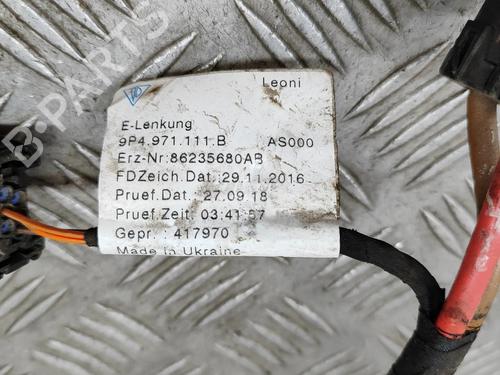 B-PARTS
Leoni
E-Lenkung
9P4.971.111.B AS000
Erz-Nr:86235680AB
FDZeich.Dat.:29.11.2016
Pruef.Dat.: 27.09.18
Pruef.Zeit: 03:41:57
Gepr.: 417970
Made in Ukraine